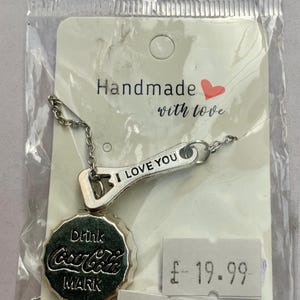 Handmade
with love
I LOVE YOU
Drink
Coca-Cola
MARK
£-19.99